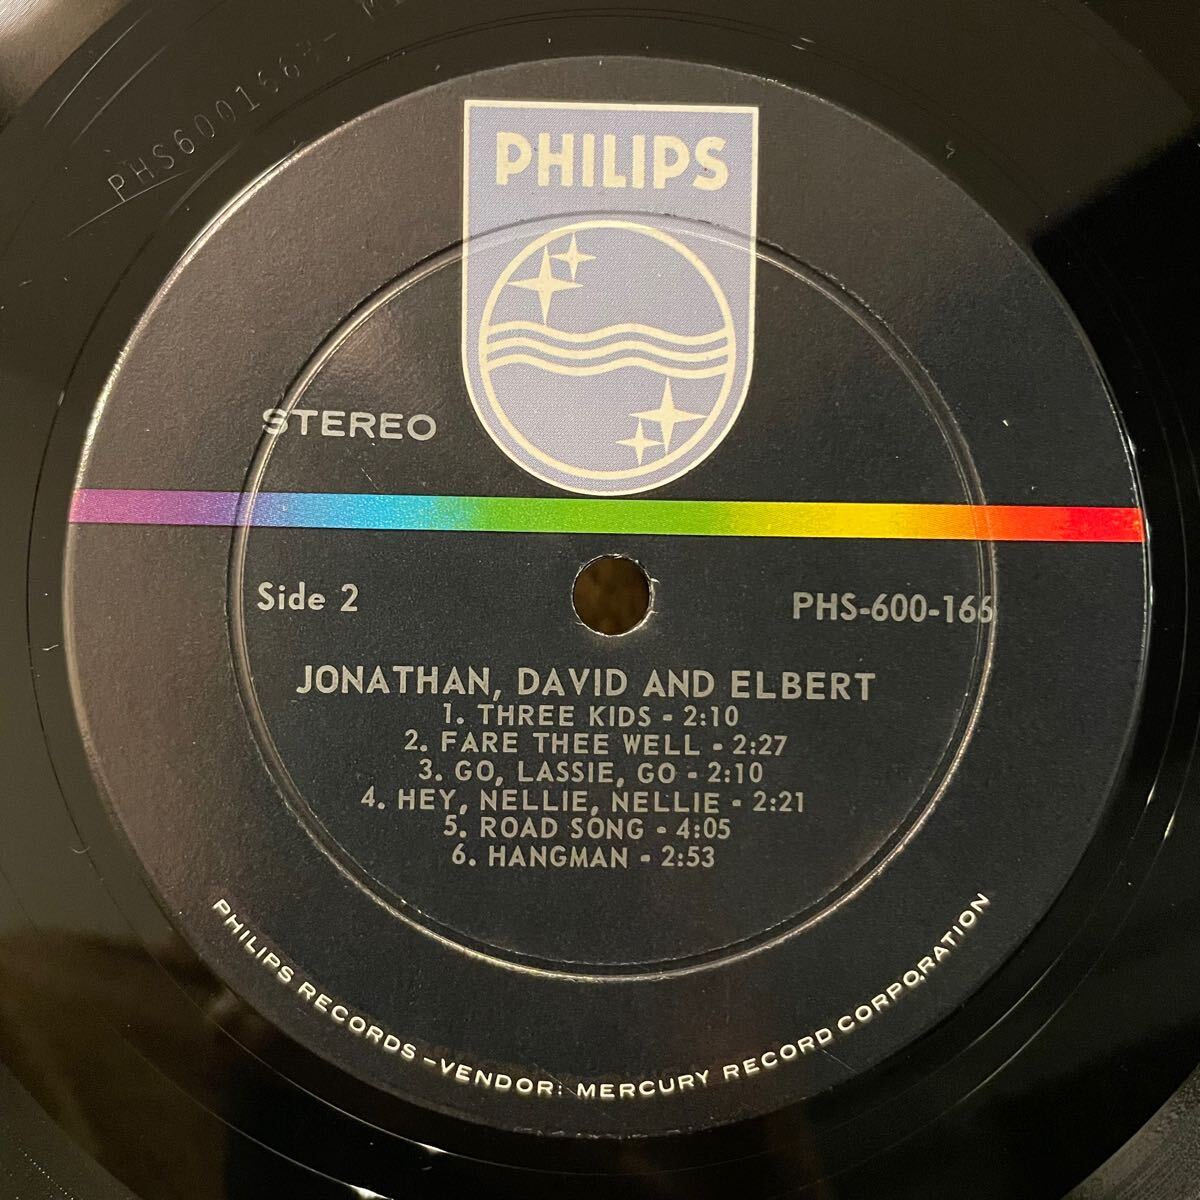 PHS600166
PHILIPS
STEREO
Side 2
PHS-600-166
JONATHAN, DAVID AND ELBERT
1. THREE KIDS - 2:10
2. FARE THEE WELL - 2:27
3. GO, LASSIE, GO - 2:10
4. HEY, NELLIE, NELLIE - 2:21
5. ROAD SONG - 4:05
6. HANGMAN - 2:53
PHILIPS RECORDS - VENDOR: MERCURY RECORD CORPORATION